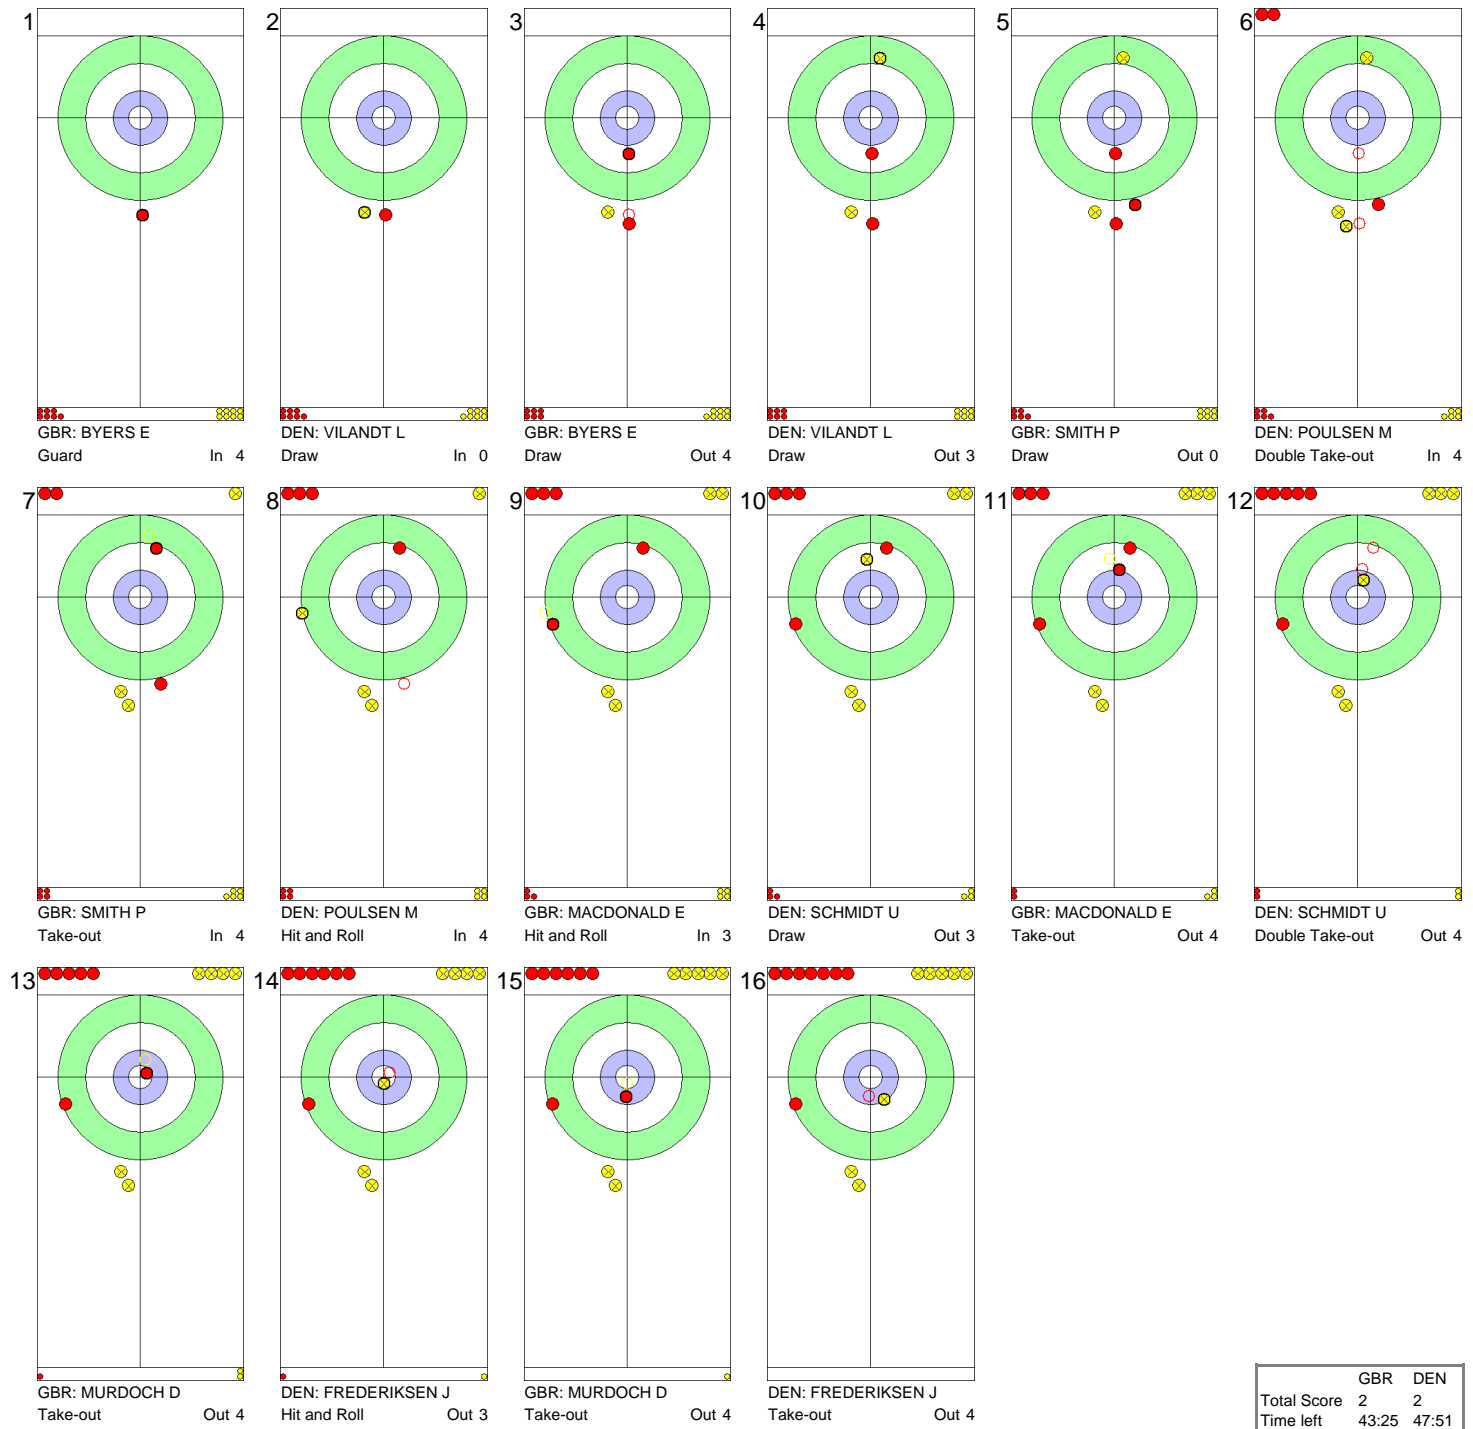 1
GBR: BYERS E
Guard In 4
2
DEN: VILANDT L
Draw In 0
3
GBR: BYERS E
Draw Out 4
4
DEN: VILANDT L
Draw Out 3
5
GBR: SMITH P
Draw Out 0
6
DEN: POULSEN M
Double Take-out In 4
7
GBR: SMITH P
Take-out In 4
8
DEN: POULSEN M
Hit and Roll In 4
9
GBR: MACDONALD E
Hit and Roll In 3
10
DEN: SCHMIDT U
Draw Out 3
11
GBR: MACDONALD E
Take-out Out 4
12
DEN: SCHMIDT U
Double Take-out Out 4
13
GBR: MURDOCH D
Take-out Out 4
14
DEN: FREDERIKSEN J
Hit and Roll Out 3
15
GBR: MURDOCH D
Take-out Out 4
16
DEN: FREDERIKSEN J
Take-out Out 4
GBR DEN
Total Score 2 2
Time left 43:25 47:51